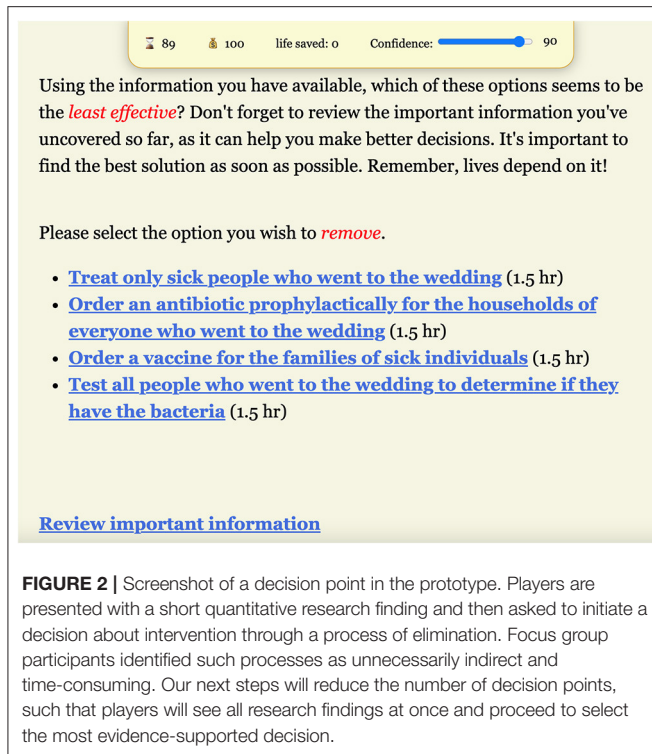 ⌛ 89 💰 100 life saved: 0 Confidence: 90
Using the information you have available, which of these options seems to be
the least effective? Don't forget to review the important information you've
uncovered so far, as it can help you make better decisions. It's important to
find the best solution as soon as possible. Remember, lives depend on it!
Please select the option you wish to remove.
• Treat only sick people who went to the wedding (1.5 hr)
• Order an antibiotic prophylactically for the households of
everyone who went to the wedding (1.5 hr)
• Order a vaccine for the families of sick individuals (1.5 hr)
• Test all people who went to the wedding to determine if they
have the bacteria (1.5 hr)
Review important information
FIGURE 2 | Screenshot of a decision point in the prototype. Players are
presented with a short quantitative research finding and then asked to initiate a
decision about intervention through a process of elimination. Focus group
participants identified such processes as unnecessarily indirect and
time-consuming. Our next steps will reduce the number of decision points,
such that players will see all research findings at once and proceed to select
the most evidence-supported decision.